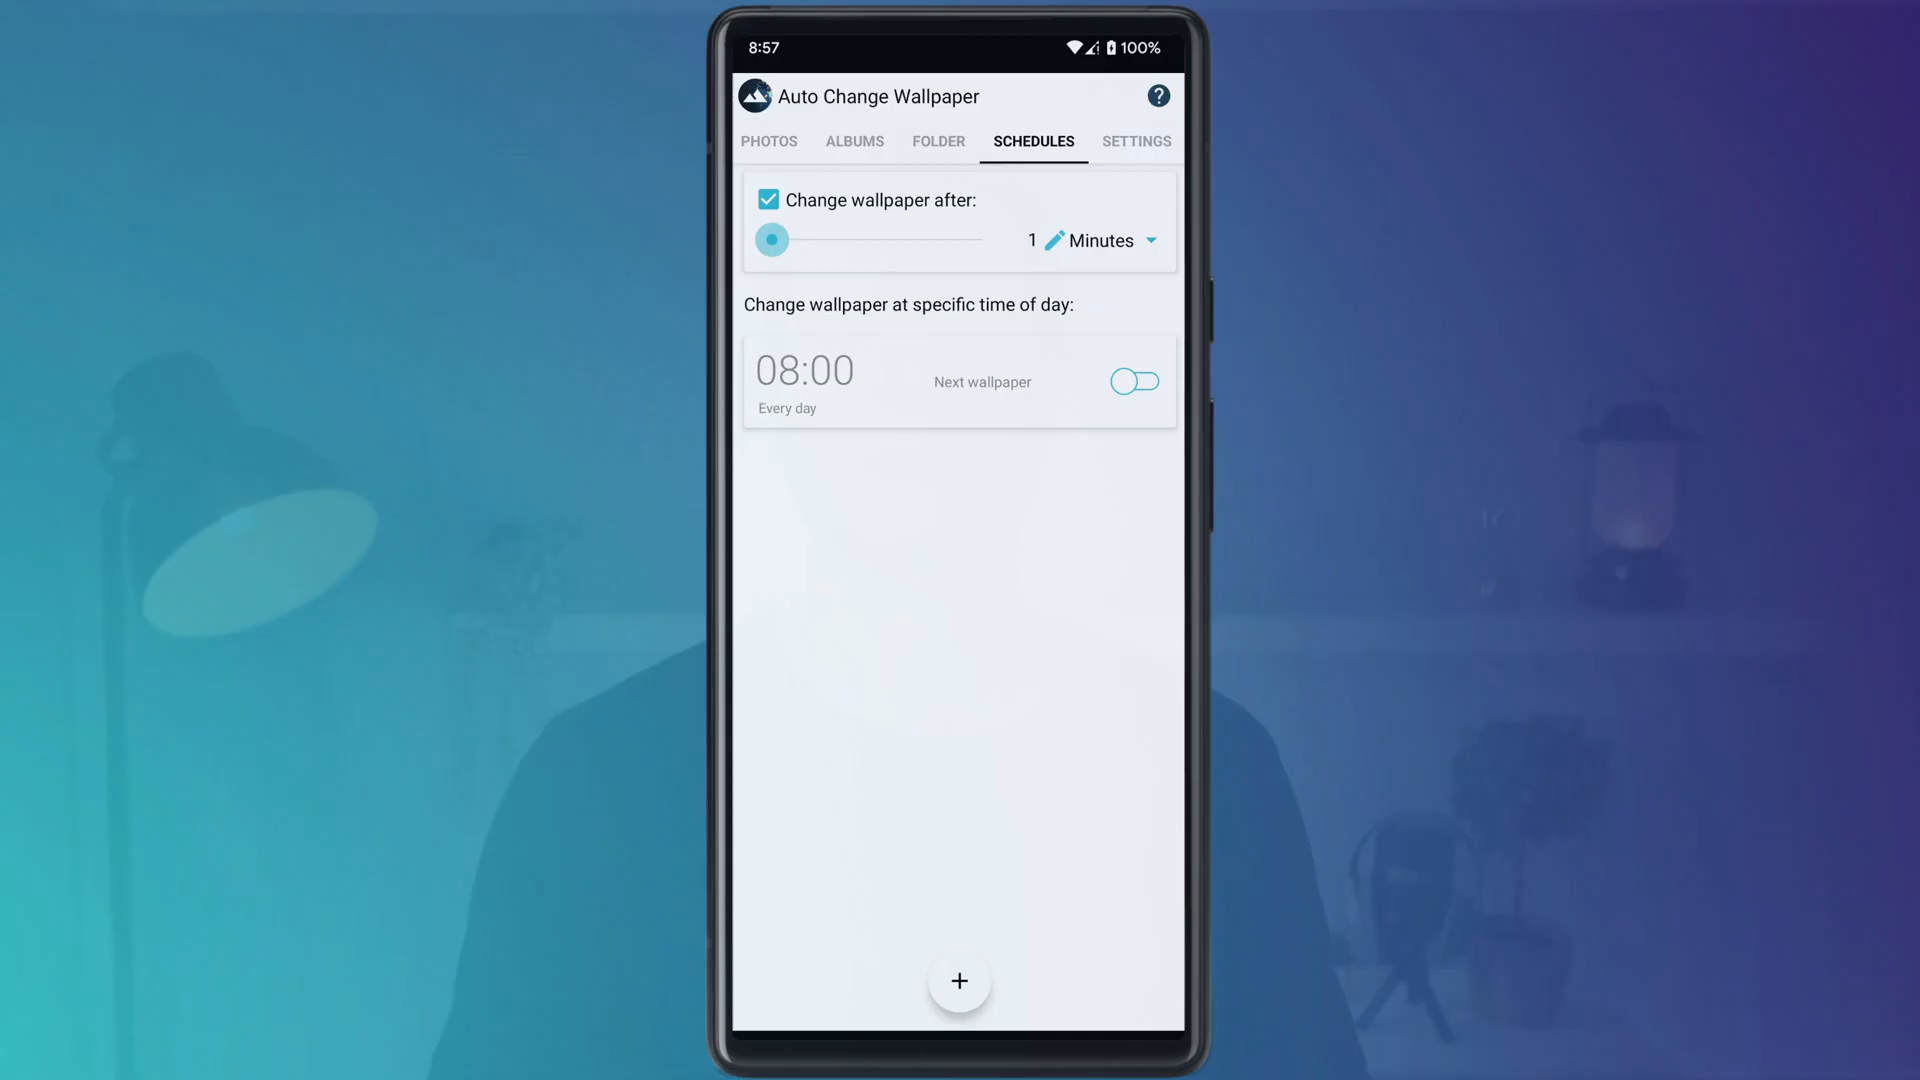 8:57
100%
Auto Change Wallpaper
?
PHOTOS ALBUMS FOLDER SCHEDULES SETTINGS
Change wallpaper after:
1 Minutes
Change wallpaper at specific time of day:
08:00
Next wallpaper
Every day
+